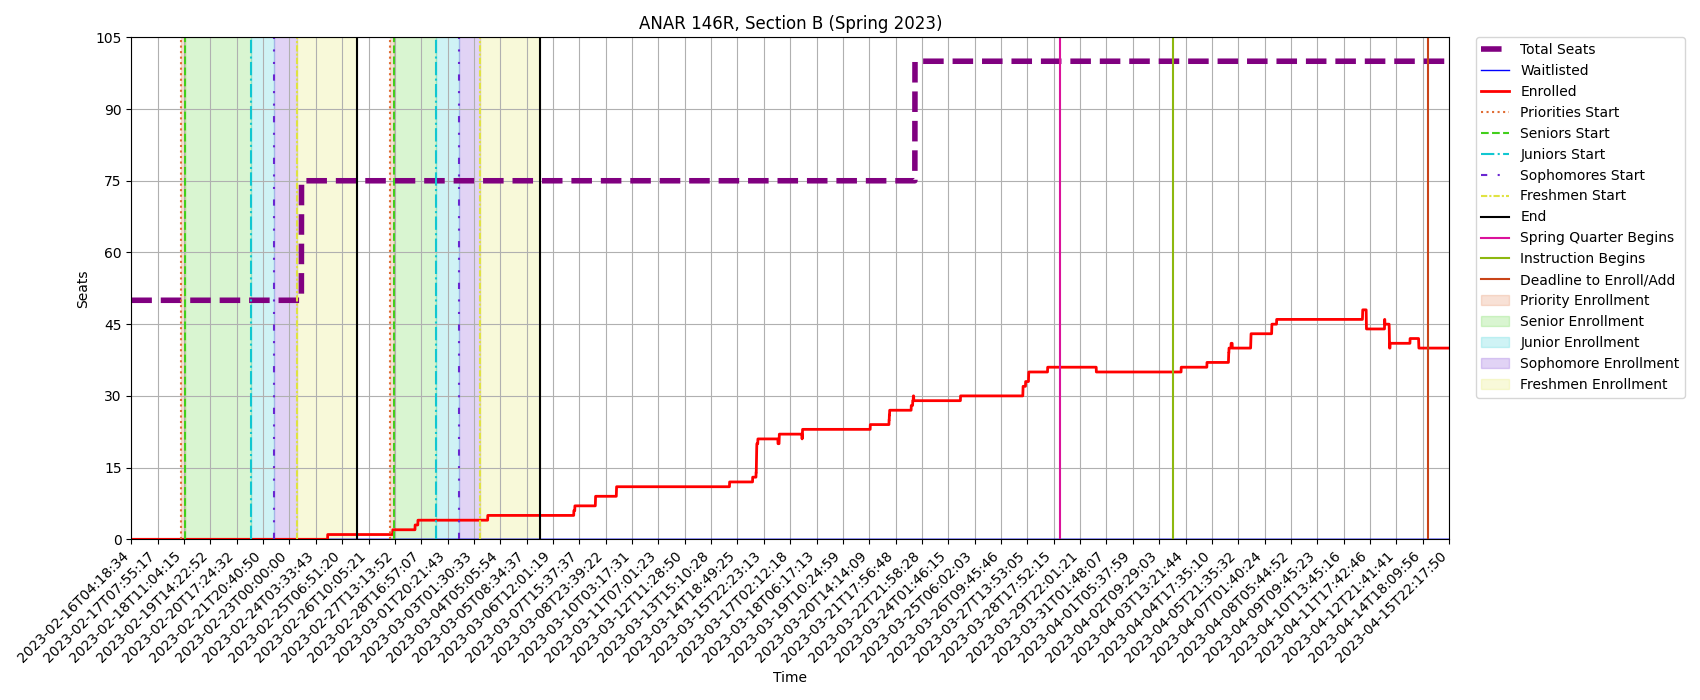 ANAR 146R, Section B (Spring 2023)
105
90
75
60
45
30
15
0
Seats
2023-02-16T04:18:34
2023-02-17T07:55:17
2023-02-18T11:04:15
2023-02-19T14:22:52
2023-02-20T17:24:32
2023-02-21T20:40:50
2023-02-23T00:00:00
2023-02-24T03:33:43
2023-02-25T06:51:20
2023-02-26T10:05:21
2023-02-27T13:13:52
2023-02-28T16:57:07
2023-03-01T20:21:43
2023-03-04T01:30:33
2023-03-04T05:05:54
2023-03-05T08:34:37
2023-03-06T12:01:19
2023-03-07T15:37:37
2023-03-08T23:39:22
2023-03-10T03:17:31
2023-03-11T07:01:23
2023-03-12T11:28:50
2023-03-13T15:10:28
2023-03-14T18:49:25
2023-03-15T22:23:13
2023-03-17T02:12:18
2023-03-18T06:17:13
2023-03-19T10:24:59
2023-03-20T14:14:09
2023-03-21T17:56:48
2023-03-22T21:58:28
2023-03-24T01:46:15
2023-03-25T06:02:03
2023-03-26T09:45:46
2023-03-27T13:53:05
2023-03-28T17:52:15
2023-03-29T22:01:21
2023-03-31T01:48:07
2023-04-01T05:37:59
2023-04-02T09:29:03
2023-04-03T13:21:44
2023-04-04T17:35:10
2023-04-05T21:35:32
2023-04-07T01:40:24
2023-04-08T05:44:52
2023-04-09T09:45:23
2023-04-10T13:45:16
2023-04-11T17:42:46
2023-04-12T21:41:41
2023-04-14T18:09:56
2023-04-15T22:17:50
Time
Total Seats
Waitlisted
Enrolled
Priorities Start
Seniors Start
Juniors Start
Sophomores Start
Freshmen Start
End
Spring Quarter Begins
Instruction Begins
Deadline to Enroll/Add
Priority Enrollment
Senior Enrollment
Junior Enrollment
Sophomore Enrollment
Freshmen Enrollment